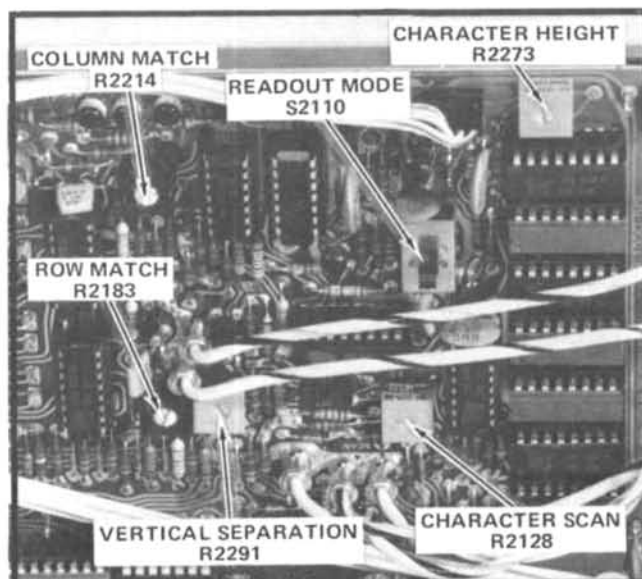 CHARACTER HEIGHT
R2273
COLUMN MATCH
R2214
READOUT MODE
S2110
ROW MATCH
R2183
VERTICAL SEPARATION
R2291
CHARACTER SCAN
R2128